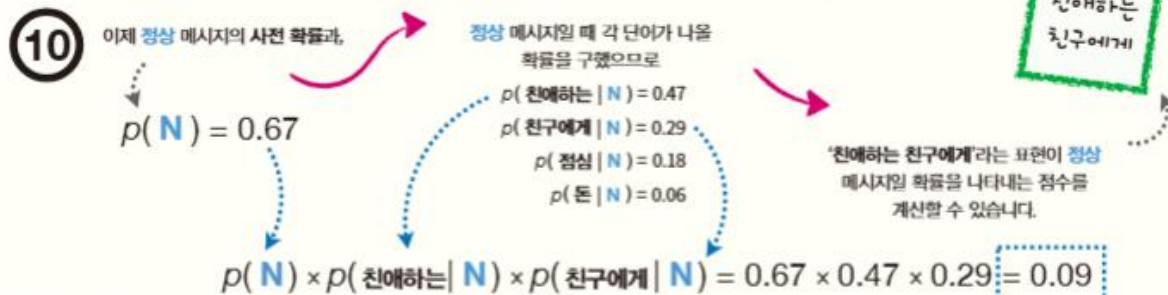 10
이제 정상 메시지의 사전 확률과,
p( N ) = 0.67
정상 메시지일 때 각 단어가 나올
확률을 구했으므로
p( 친애하는 | N ) = 0.47
p( 친구에게 | N ) = 0.29
p( 점심 | N ) = 0.18
p( 돈 | N ) = 0.06
친애하는
친구에게
'친애하는 친구에게'라는 표현이 정상
메시지일 확률을 나타내는 점수를
계산할 수 있습니다.
p( N ) × p( 친애하는| N ) × p( 친구에게 | N ) = 0.67 × 0.47 × 0.29 = 0.09